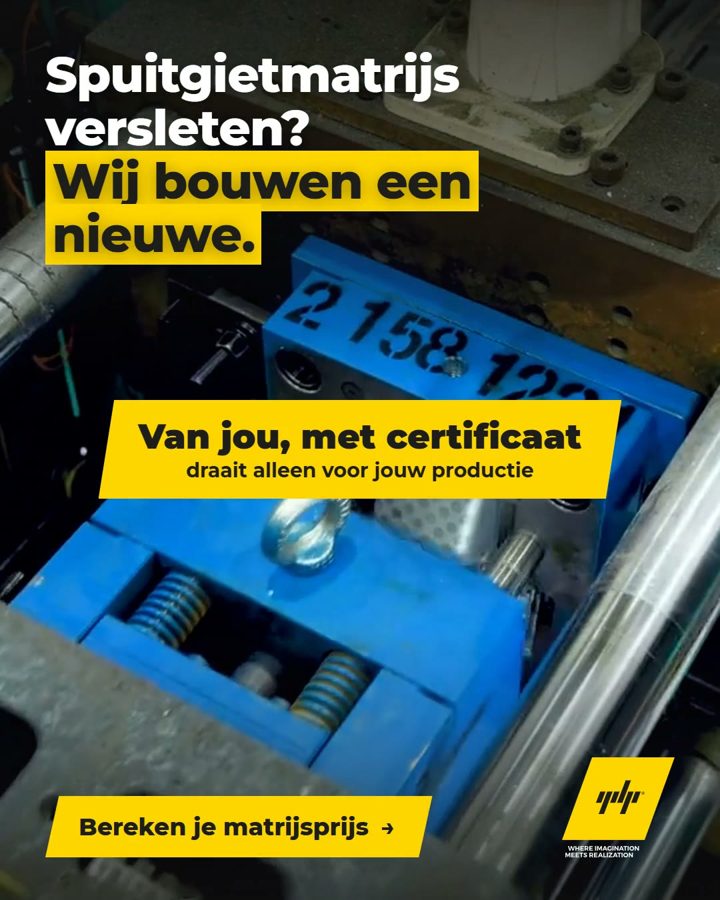 Spuitgietmatrijs
versleten?
Wij bouwen een
nieuwe.
2 158
Van jou, met certificaat
draait alleen voor jouw productie
Bereken je matrijsprijs →
WHERE IMAGINATION
MEETS REALIZATION